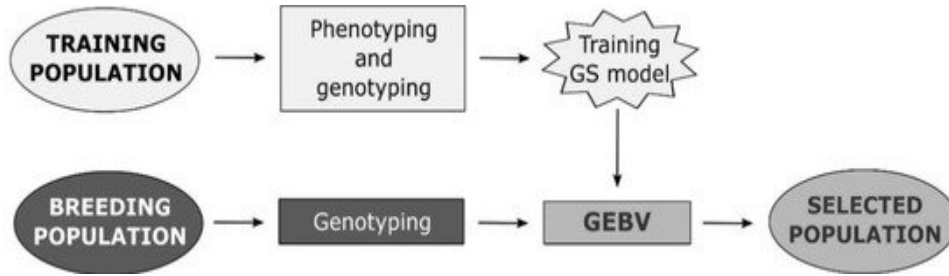 TRAINING
POPULATION
Phenotyping
and
genotyping
Training
GS model
BREEDING
POPULATION
Genotyping
GEBV
SELECTED
POPULATION